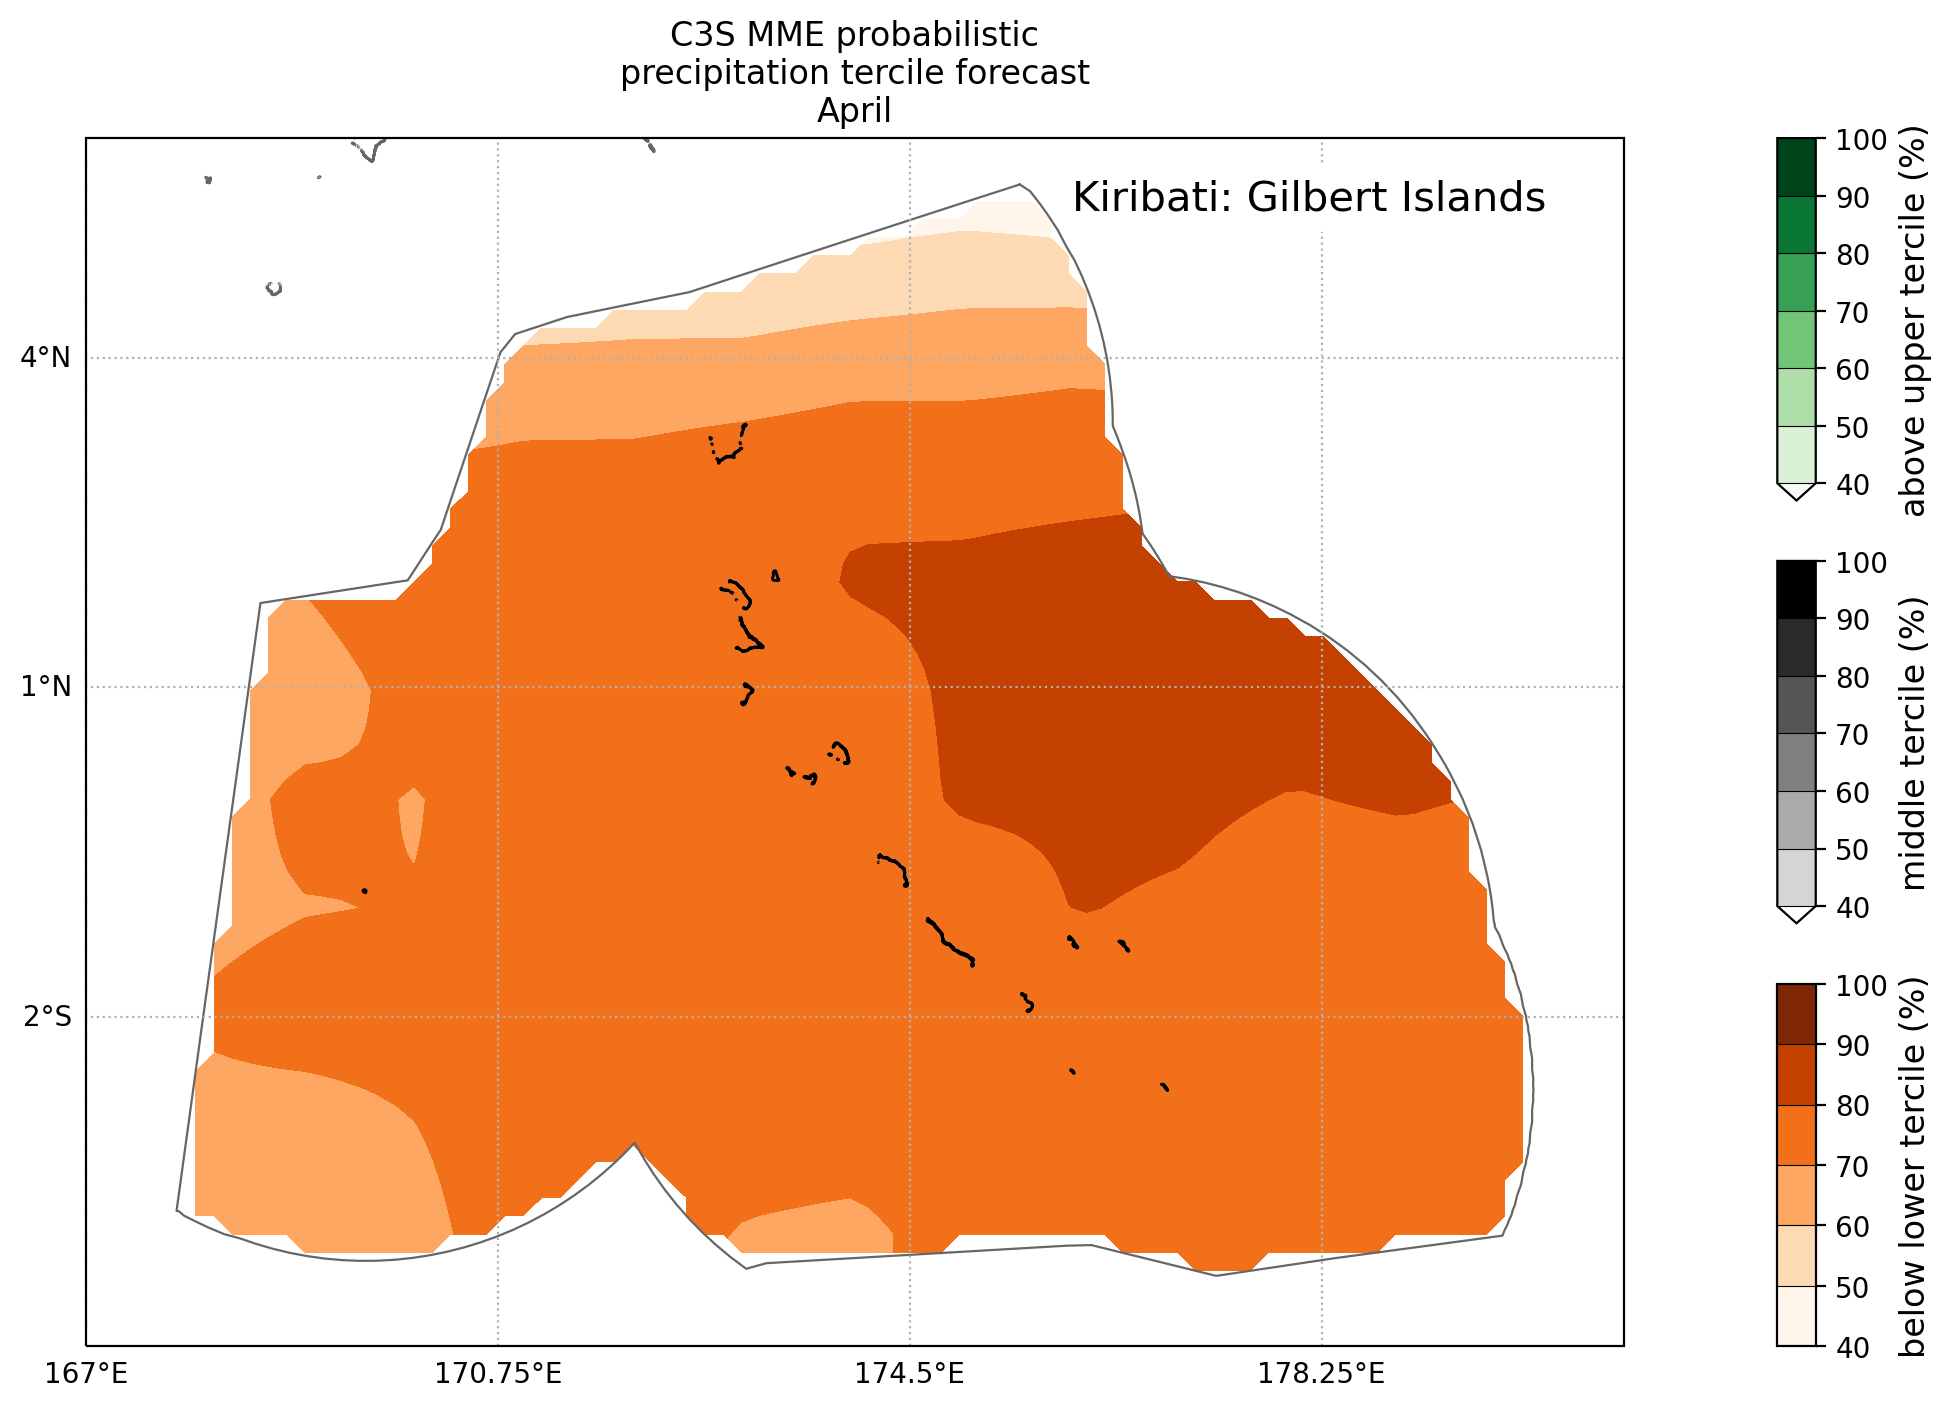 C3S MME probabilistic
precipitation tercile forecast
April
Kiribati: Gilbert Islands
4°N
1°N
2°S
167°E
170.75°E
174.5°E
178.25°E
100
90
80
70
60
50
40
above upper tercile (%)
100
90
80
70
60
50
40
middle tercile (%)
100
90
80
70
60
50
40
below lower tercile (%)